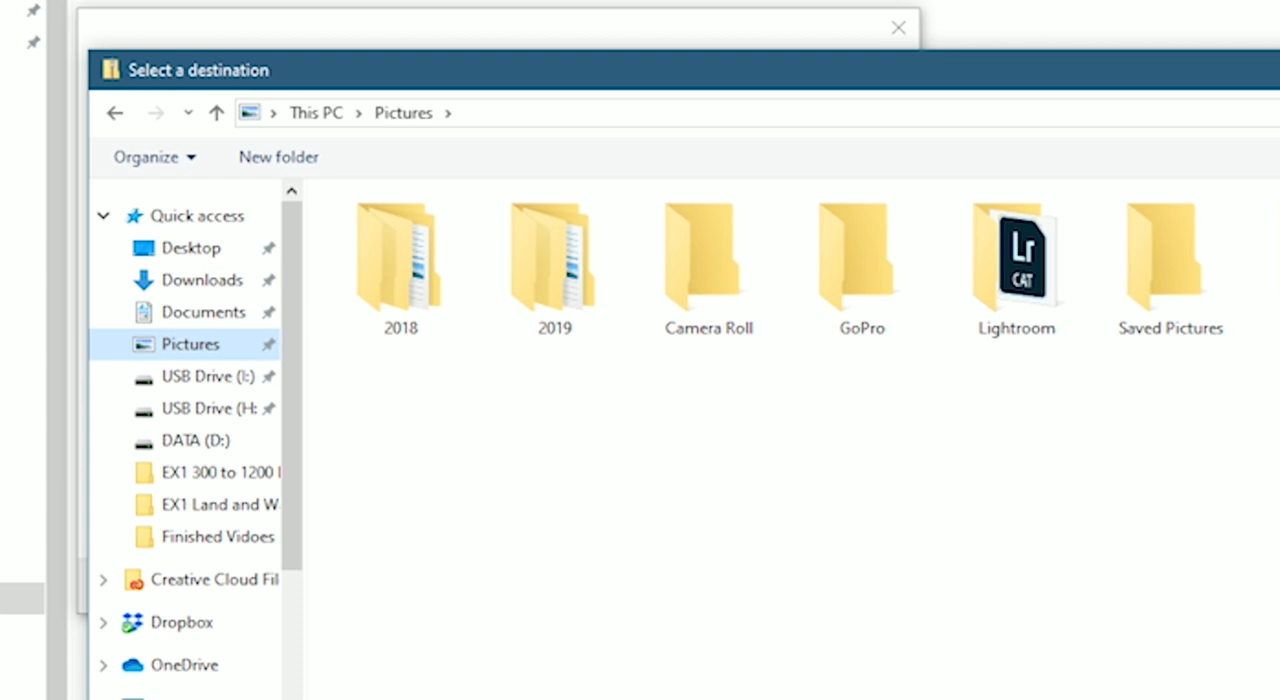 Select a destination
This PC
Pictures
Organize
New folder
Quick access
Desktop
Downloads
Documents
Pictures
USB Drive (I:)
USB Drive (H:
DATA (D:)
EX1 300 to 1200
EX1 Land and W
Finished Vidoes
Creative Cloud Fil
Dropbox
OneDrive
2018
2019
Camera Roll
GoPro
Lr
CAT
Lightroom
Saved Pictures